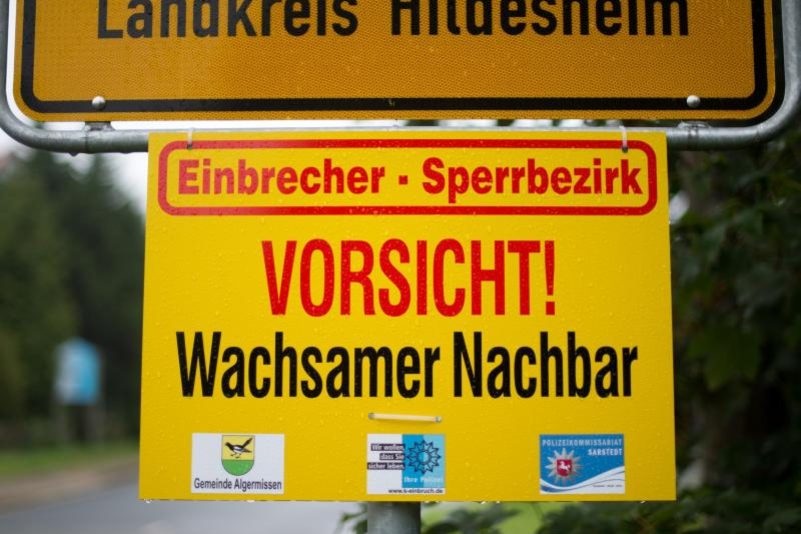 Landkreis Hildesheim
Einbrecher - Sperrbezirk
VORSICHT!
Wachsamer Nachbar
Gemeinde Algermissen
Wir wollen,
dass Sie
sicher leben.
Ihre Polizei
www.k-einbruch.de
POLIZEIKOMMISSARIAT
SARSTEDT